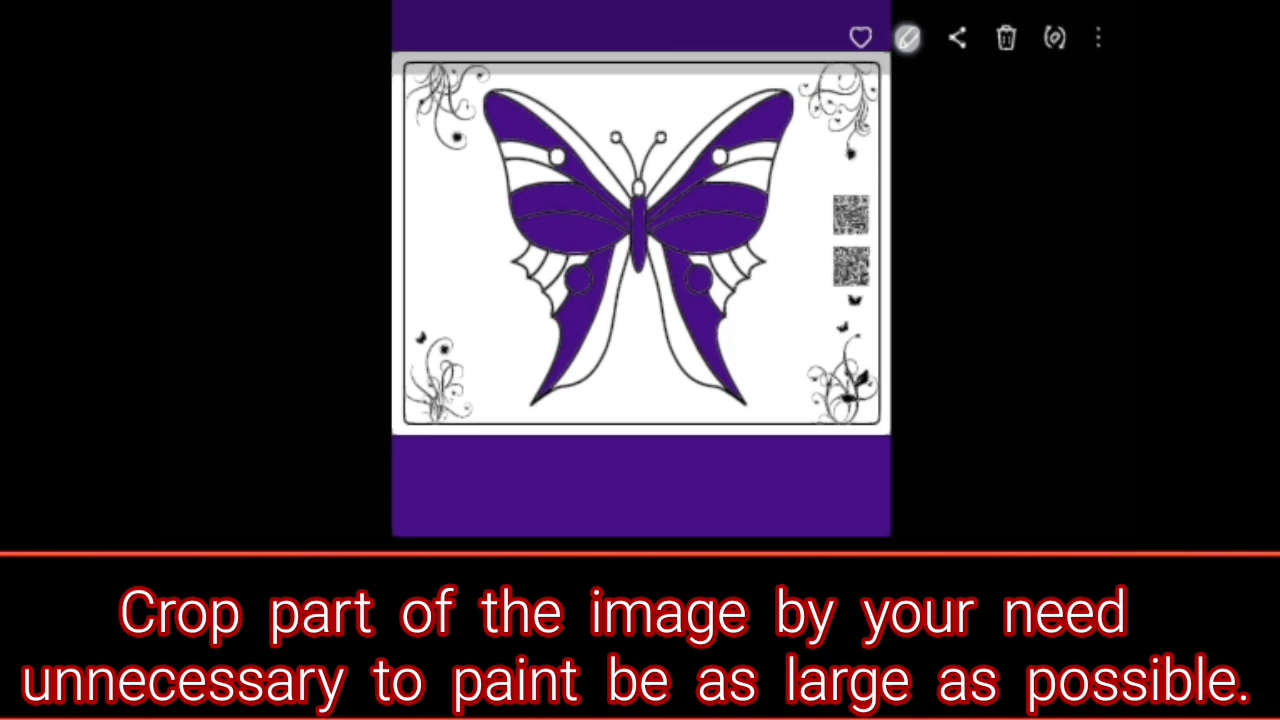 Crop part of the image by your need
unnecessary to paint be as large as possible.